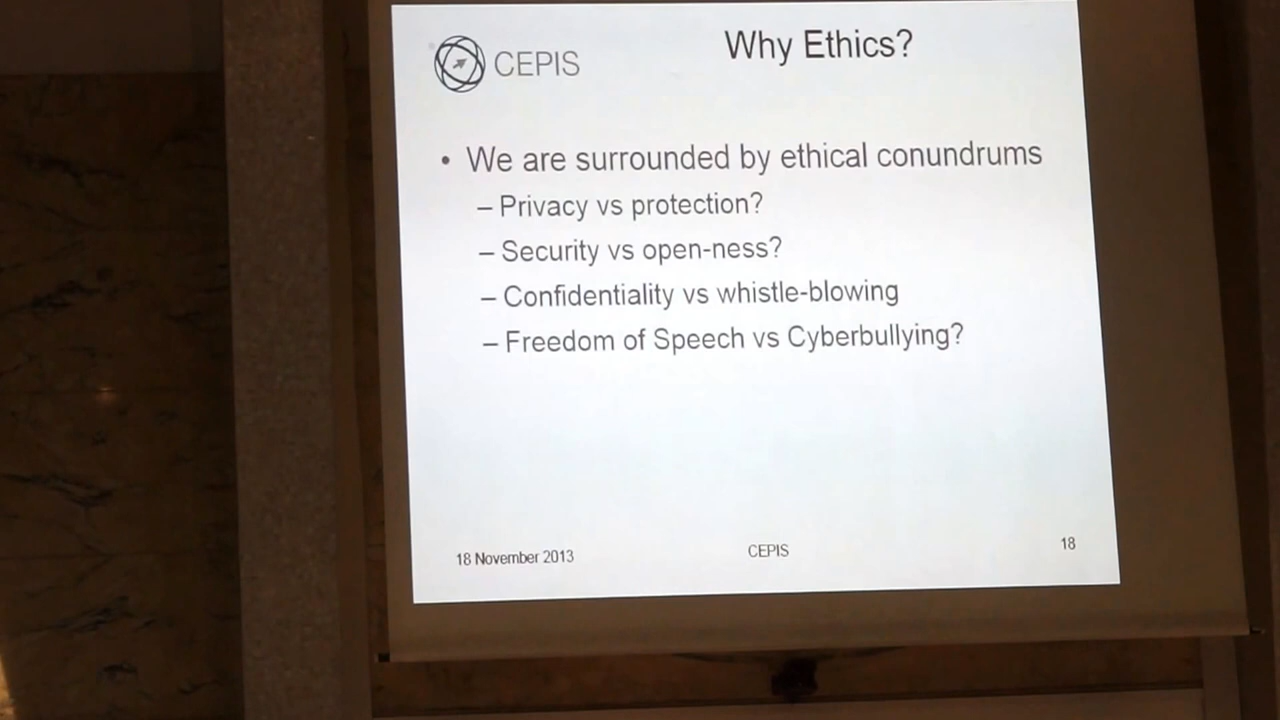 CEPIS
Why Ethics?
• We are surrounded by ethical conundrums
– Privacy vs protection?
– Security vs open-ness?
– Confidentiality vs whistle-blowing
– Freedom of Speech vs Cyberbullying?
18 November 2013
CEPIS
18